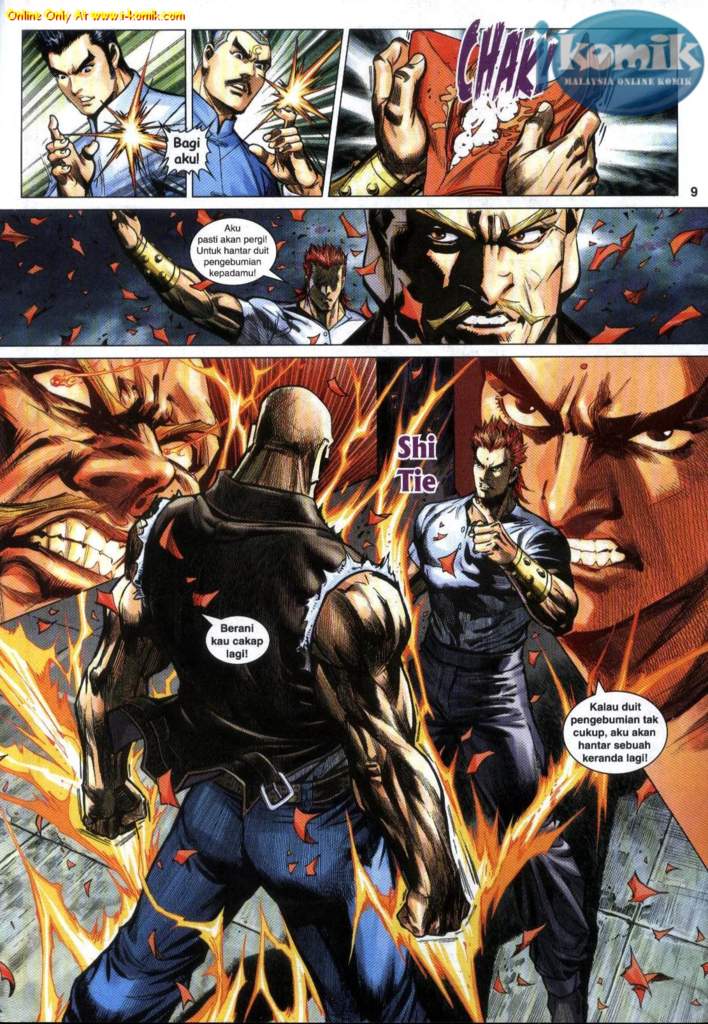 Online Only At www.i-komik.com
Bagi
aku!
CHAK
ikomik
MALAYSIA ONLINE KOMIK
9
Aku
pasti akan pergi!
Untuk hantar duit
pengebumian
kepadamu!
Shi
Tie
Berani
kau cakap
lagi!
Kalau duit
pengebumian tak
cukup, aku akan
hantar sebuah
keranda lagi!